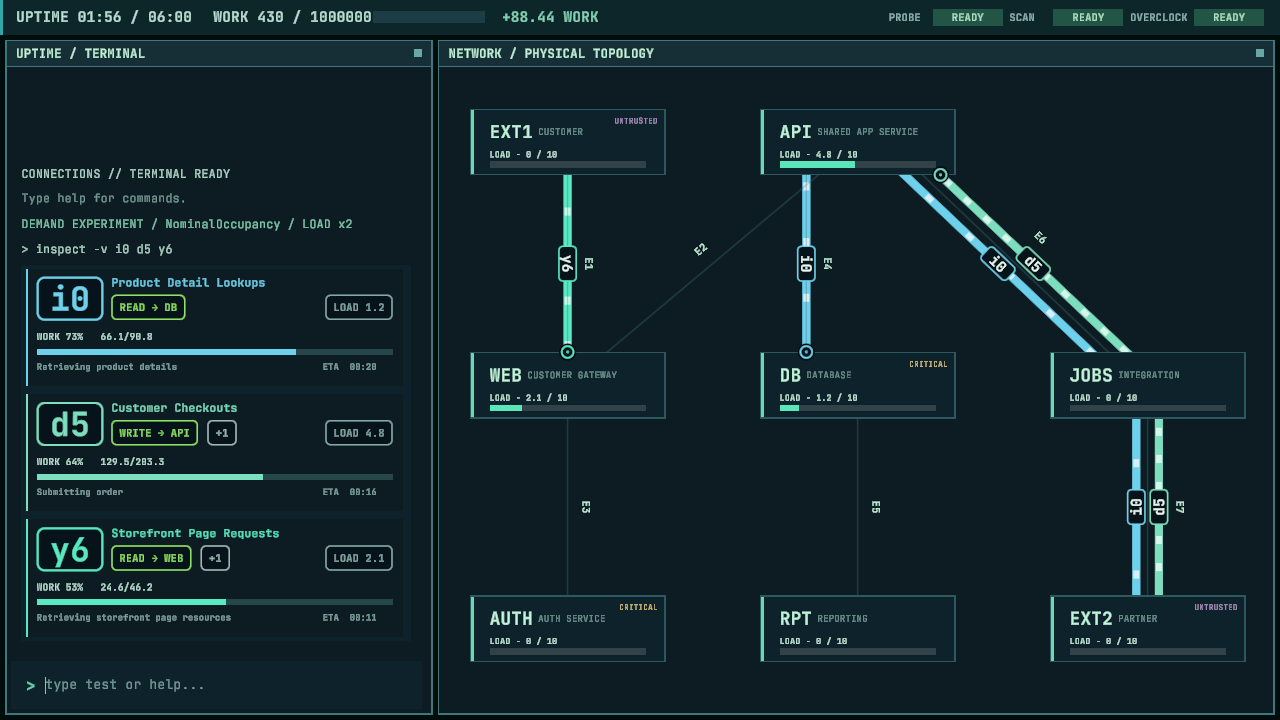 UPTIME 01:56 / 06:00 WORK 430 / 1000000 +88.44 WORK PROBE READY SCAN READY OVERCLOCK READY
UPTIME / TERMINAL
CONNECTIONS // TERMINAL READY
Type help for commands.
DEMAND EXPERIMENT / NominalOccupancy / LOAD x2
> inspect -v i0 d5 y6
i0 Product Detail Lookups
READ → DB LOAD 1.2
WORK 73% 66.1/90.8
Retrieving product details ETA 00:20
d5 Customer Checkouts
WRITE → API +1 LOAD 4.8
WORK 64% 129.5/203.3
Submitting order ETA 00:16
y6 Storefront Page Requests
READ → WEB +1 LOAD 2.1
WORK 53% 24.6/46.2
Retrieving storefront page resources ETA 00:11
> type test or help...
NETWORK / PHYSICAL TOPOLOGY
UNTRUSTED
EXT1 CUSTOMER
LOAD - 0 / 10
API SHARED APP SERVICE
LOAD - 4.8 / 10
y6 E1
E2
i0 E4
i0 d5 E6
WEB CUSTOMER GATEWAY
LOAD - 2.1 / 10
CRITICAL
DB DATABASE
LOAD - 1.2 / 10
JOBS INTEGRATION
LOAD - 0 / 10
E3
E5
i0 d5 E7
CRITICAL
AUTH AUTH SERVICE
LOAD - 0 / 10
RPT REPORTING
LOAD - 0 / 10
UNTRUSTED
EXT2 PARTNER
LOAD - 0 / 10